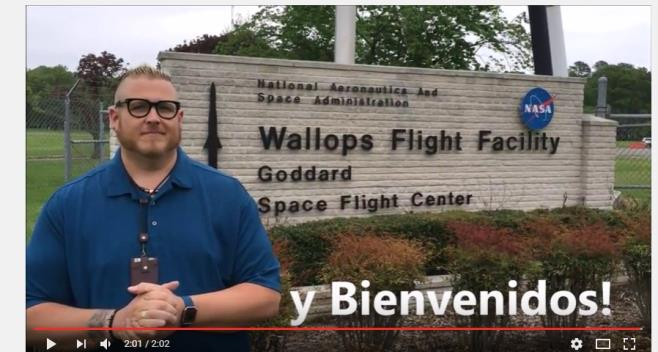 National Aeronautics And
Space Administration
NASA
Wallops Flight Facility
Goddard
Space Flight Center
y Bienvenidos!
2:01 / 2:02